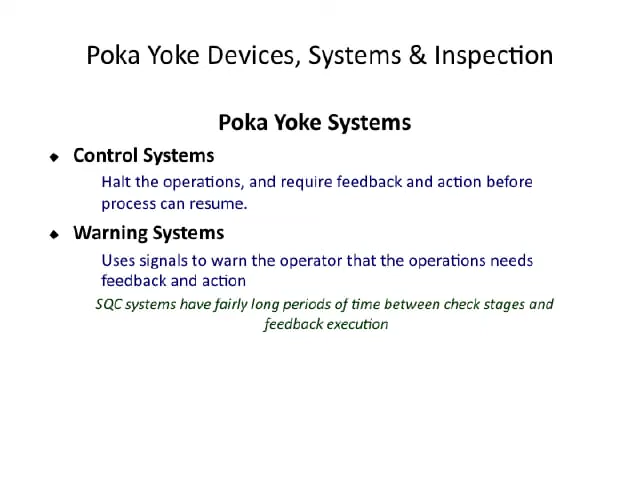 Poka Yoke Devices, Systems & Inspection
Poka Yoke Systems
◆ Control Systems
Halt the operations, and require feedback and action before
process can resume.
◆ Warning Systems
Uses signals to warn the operator that the operations needs
feedback and action
SQC systems have fairly long periods of time between check stages and
feedback execution